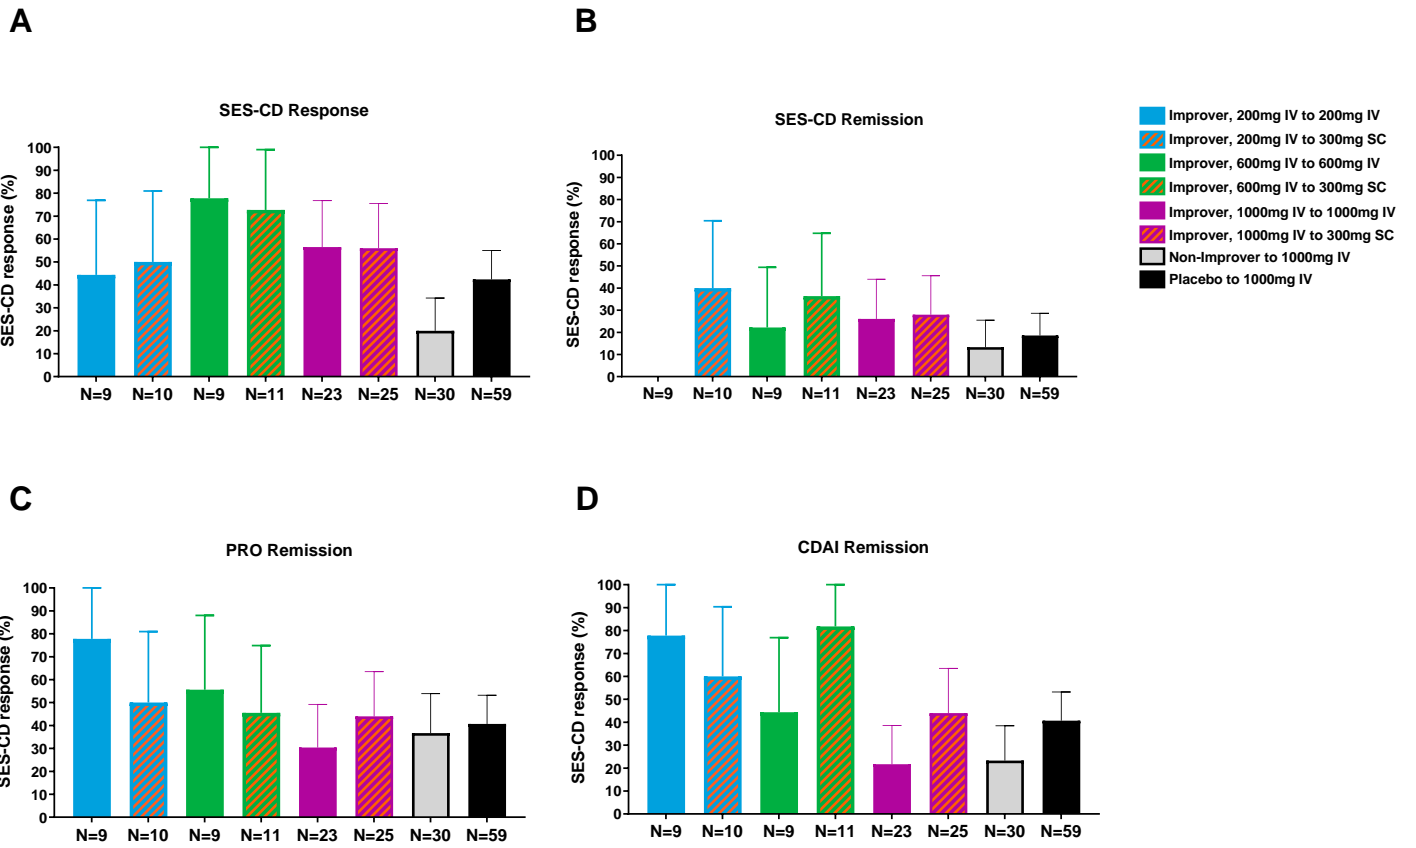 A
B
SES-CD Response
SES-CD response (%)
100
90
80
70
60
50
40
30
20
10
0
N=9 N=10 N=9 N=11 N=23 N=25 N=30 N=59
SES-CD Remission
SES-CD response (%)
100
90
80
70
60
50
40
30
20
10
0
N=9 N=10 N=9 N=11 N=23 N=25 N=30 N=59
Improver, 200mg IV to 200mg IV
Improver, 200mg IV to 300mg SC
Improver, 600mg IV to 600mg IV
Improver, 600mg IV to 300mg SC
Improver, 1000mg IV to 1000mg IV
Improver, 1000mg IV to 300mg SC
Non-Improver to 1000mg IV
Placebo to 1000mg IV
C
D
PRO Remission
SES-CD response (%)
100
90
80
70
60
50
40
30
20
10
0
N=9 N=10 N=9 N=11 N=23 N=25 N=30 N=59
CDAI Remission
SES-CD response (%)
100
90
80
70
60
50
40
30
20
10
0
N=9 N=10 N=9 N=11 N=23 N=25 N=30 N=59